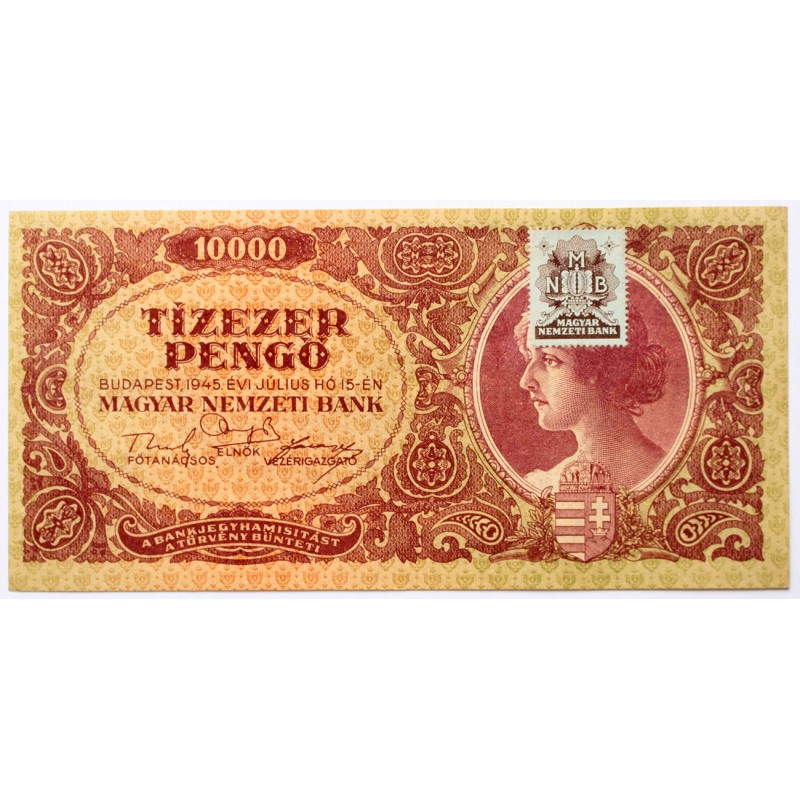 10000
TÍZEZER
PENGŐ
BUDAPEST, 1945. ÉVI JÚLIUS HÓ 15-ÉN
MAGYAR NEMZETI BANK
FŐTANÁCSOS
ELNÖK
VEZÉRIGAZGATÓ
A BANKJEGYHAMISITÁST
A TÖRVÉNY BÜNTETI
M
N B
MAGYAR
NEMZETI BANK